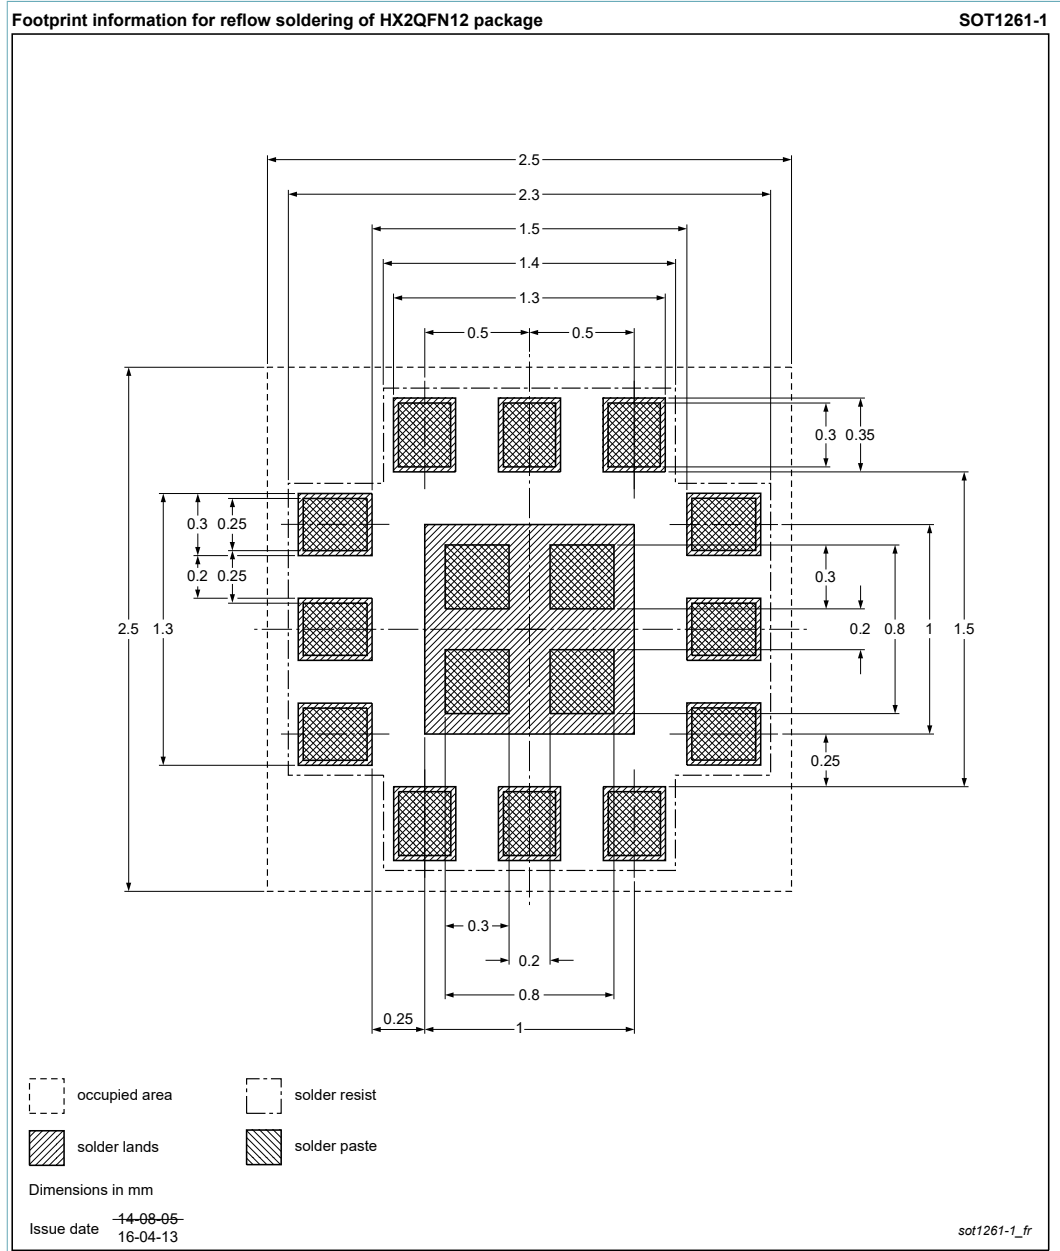 Footprint information for reflow soldering of HX2QFN12 package SOT1261-1
2.5
2.3
1.5
1.4
1.3
0.5 0.5
0.3 0.35
0.3 0.25
0.2 0.25
0.3
2.5 1.3
0.2 0.8 1 1.5
0.25
0.3
0.2
0.8
0.25
1
occupied area solder resist
solder lands solder paste
Dimensions in mm
Issue date 14-08-05
16-04-13
sot1261-1_fr